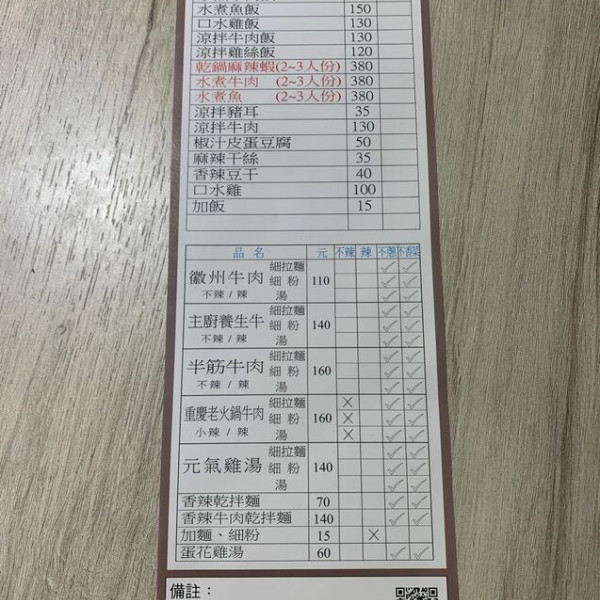 水煮魚飯 150
口水雞飯 130
涼拌牛肉飯 130
涼拌雞絲飯 120
乾鍋麻辣蝦(2~3人份) 380
水煮牛肉 (2~3人份) 380
水煮魚 (2~3人份) 380
涼拌豬耳 35
涼拌牛肉 130
椒汁皮蛋豆腐 50
麻辣干絲 35
香辣豆干 40
口水雞 100
加飯 15
品名 元 不辣 辣 不蔥 不香菜
細拉麵 ✓ ✓
徽州牛肉 細粉 110 ✓ ✓
不辣 / 辣 湯 ✓ ✓
細拉麵 ✓ ✓
主廚養生牛 細粉 140 ✓ ✓
不辣 / 辣 湯 ✓ ✓
細拉麵 ✓ ✓
半筋牛肉 細粉 160 ✓ ✓
不辣 / 辣 湯 ✓ ✓
細拉麵 × ✓ ✓
重慶老火鍋牛肉 細粉 160 × ✓ ✓
小辣 / 辣 湯 × ✓ ✓
細拉麵 ✓ ✓
元氣雞湯 細粉 140 ✓ ✓
湯 ✓ ✓
香辣乾拌麵 70 ✓ ✓
香辣牛肉乾拌麵 140 ✓ ✓
加麵、細粉 15 ×
蛋花雞湯 60 ✓ ✓
備註：